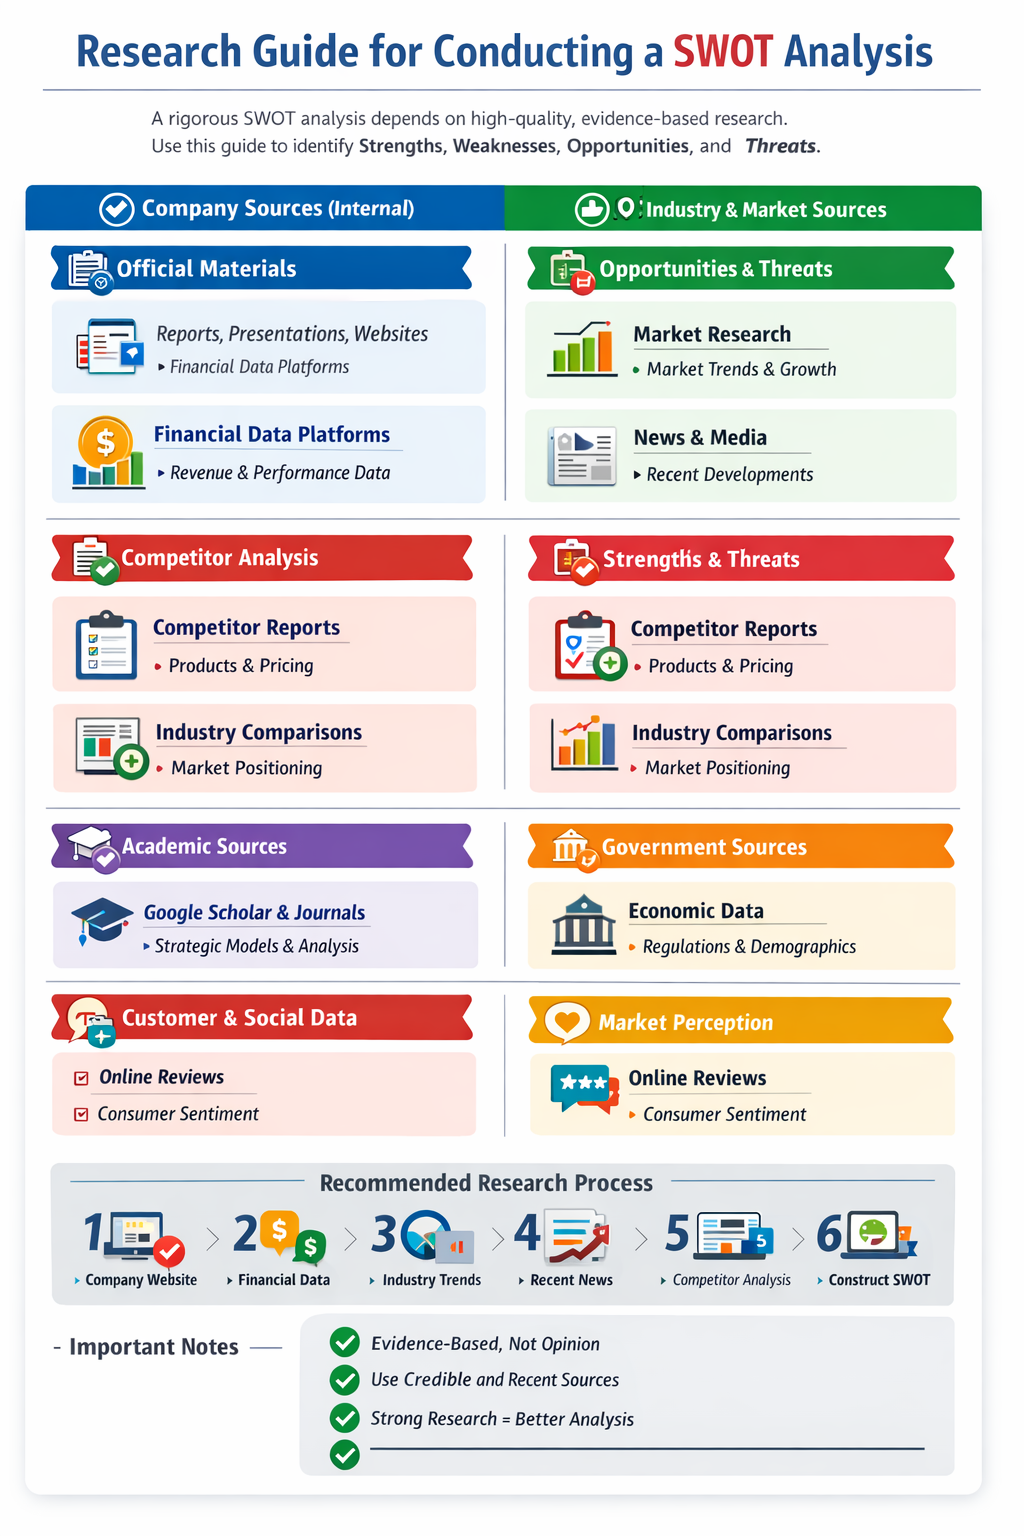 Research Guide for Conducting a SWOT Analysis
A rigorous SWOT analysis depends on high-quality, evidence-based research.
Use this guide to identify Strengths, Weaknesses, Opportunities, and Threats.
Company Sources (Internal)
Industry & Market Sources
Official Materials
Reports, Presentations, Websites
Financial Data Platforms
Financial Data Platforms
Revenue & Performance Data
Opportunities & Threats
Market Research
Market Trends & Growth
News & Media
Recent Developments
Competitor Analysis
Competitor Reports
Products & Pricing
Industry Comparisons
Market Positioning
Strengths & Threats
Competitor Reports
Products & Pricing
Industry Comparisons
Market Positioning
Academic Sources
Google Scholar & Journals
Strategic Models & Analysis
Government Sources
Economic Data
Regulations & Demographics
Customer & Social Data
Online Reviews
Consumer Sentiment
Market Perception
Online Reviews
Consumer Sentiment
Recommended Research Process
1 Company Website
2 Financial Data
3 Industry Trends
4 Recent News
5 Competitor Analysis
6 Construct SWOT
- Important Notes
Evidence-Based, Not Opinion
Use Credible and Recent Sources
Strong Research = Better Analysis